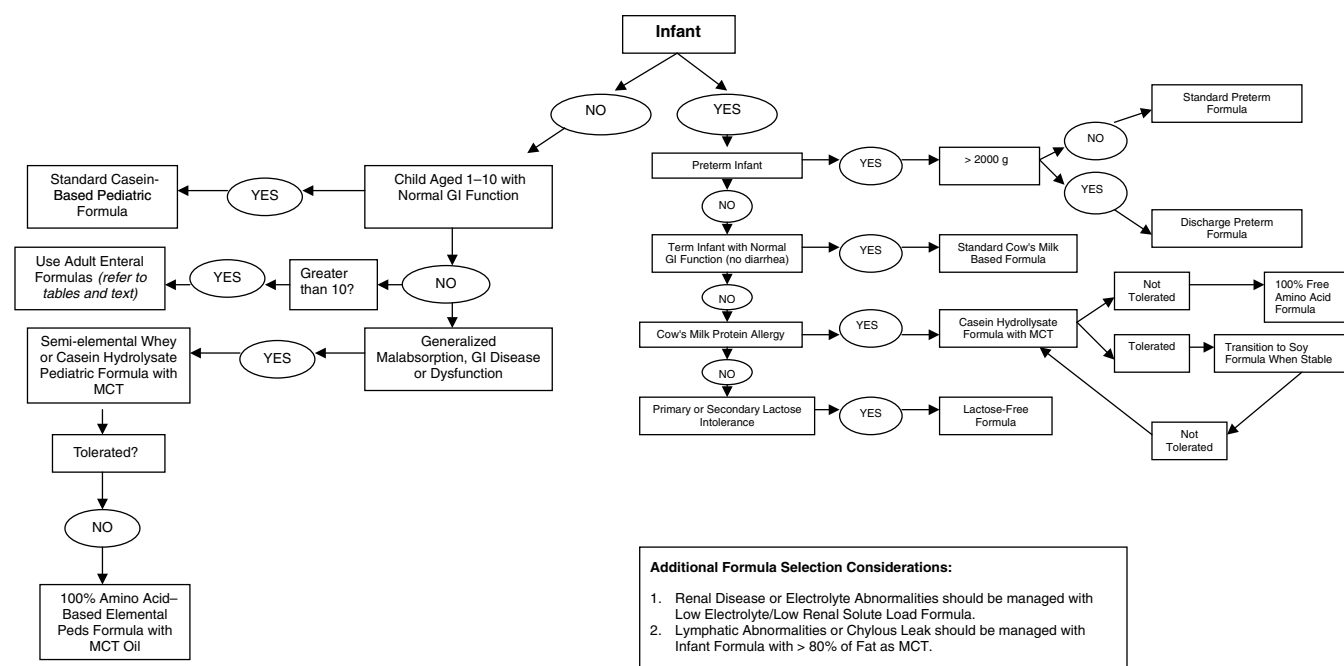 Infant
NO
YES
Standard Preterm
Formula
NO
Preterm Infant
YES
> 2000 g
YES
Discharge Preterm
Formula
NO
Term Infant with Normal
GI Function (no diarrhea)
YES
Standard Cow's Milk
Based Formula
NO
Cow's Milk Protein Allergy
YES
Casein Hydrollysate
Formula with MCT
Not
Tolerated
100% Free
Amino Acid
Formula
Tolerated
Transition to Soy
Formula When Stable
Not
Tolerated
NO
Primary or Secondary Lactose
Intolerance
YES
Lactose-Free
Formula
Child Aged 1–10 with
Normal GI Function
YES
Standard Casein-
Based Pediatric
Formula
NO
Greater
than 10?
YES
Use Adult Enteral
Formulas (refer to
tables and text)
Generalized
Malabsorption, GI Disease
or Dysfunction
YES
Semi-elemental Whey
or Casein Hydrolysate
Pediatric Formula with
MCT
Tolerated?
NO
100% Amino Acid–
Based Elemental
Peds Formula with
MCT Oil
Additional Formula Selection Considerations:
1. Renal Disease or Electrolyte Abnormalities should be managed with
Low Electrolyte/Low Renal Solute Load Formula.
2. Lymphatic Abnormalities or Chylous Leak should be managed with
Infant Formula with > 80% of Fat as MCT.